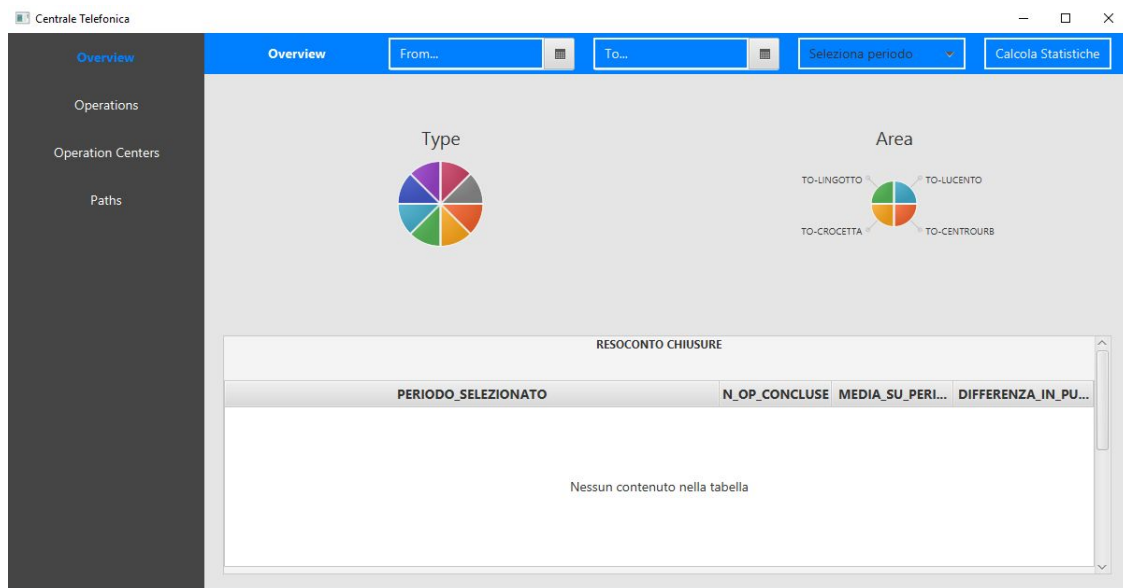 Centrale Telefonica
Overview
Operations
Operation Centers
Paths
Overview
From...
To...
Seleziona periodo
Calcola Statistiche
Type
Area
TO-LINGOTTO
TO-LUCENTO
TO-CROCETTA
TO-CENTROURB
RESOCONTO CHIUSURE
PERIODO_SELEZIONATO N_OP_CONCLUSE MEDIA_SU_PERI... DIFFERENZA_IN_PU...
Nessun contenuto nella tabella